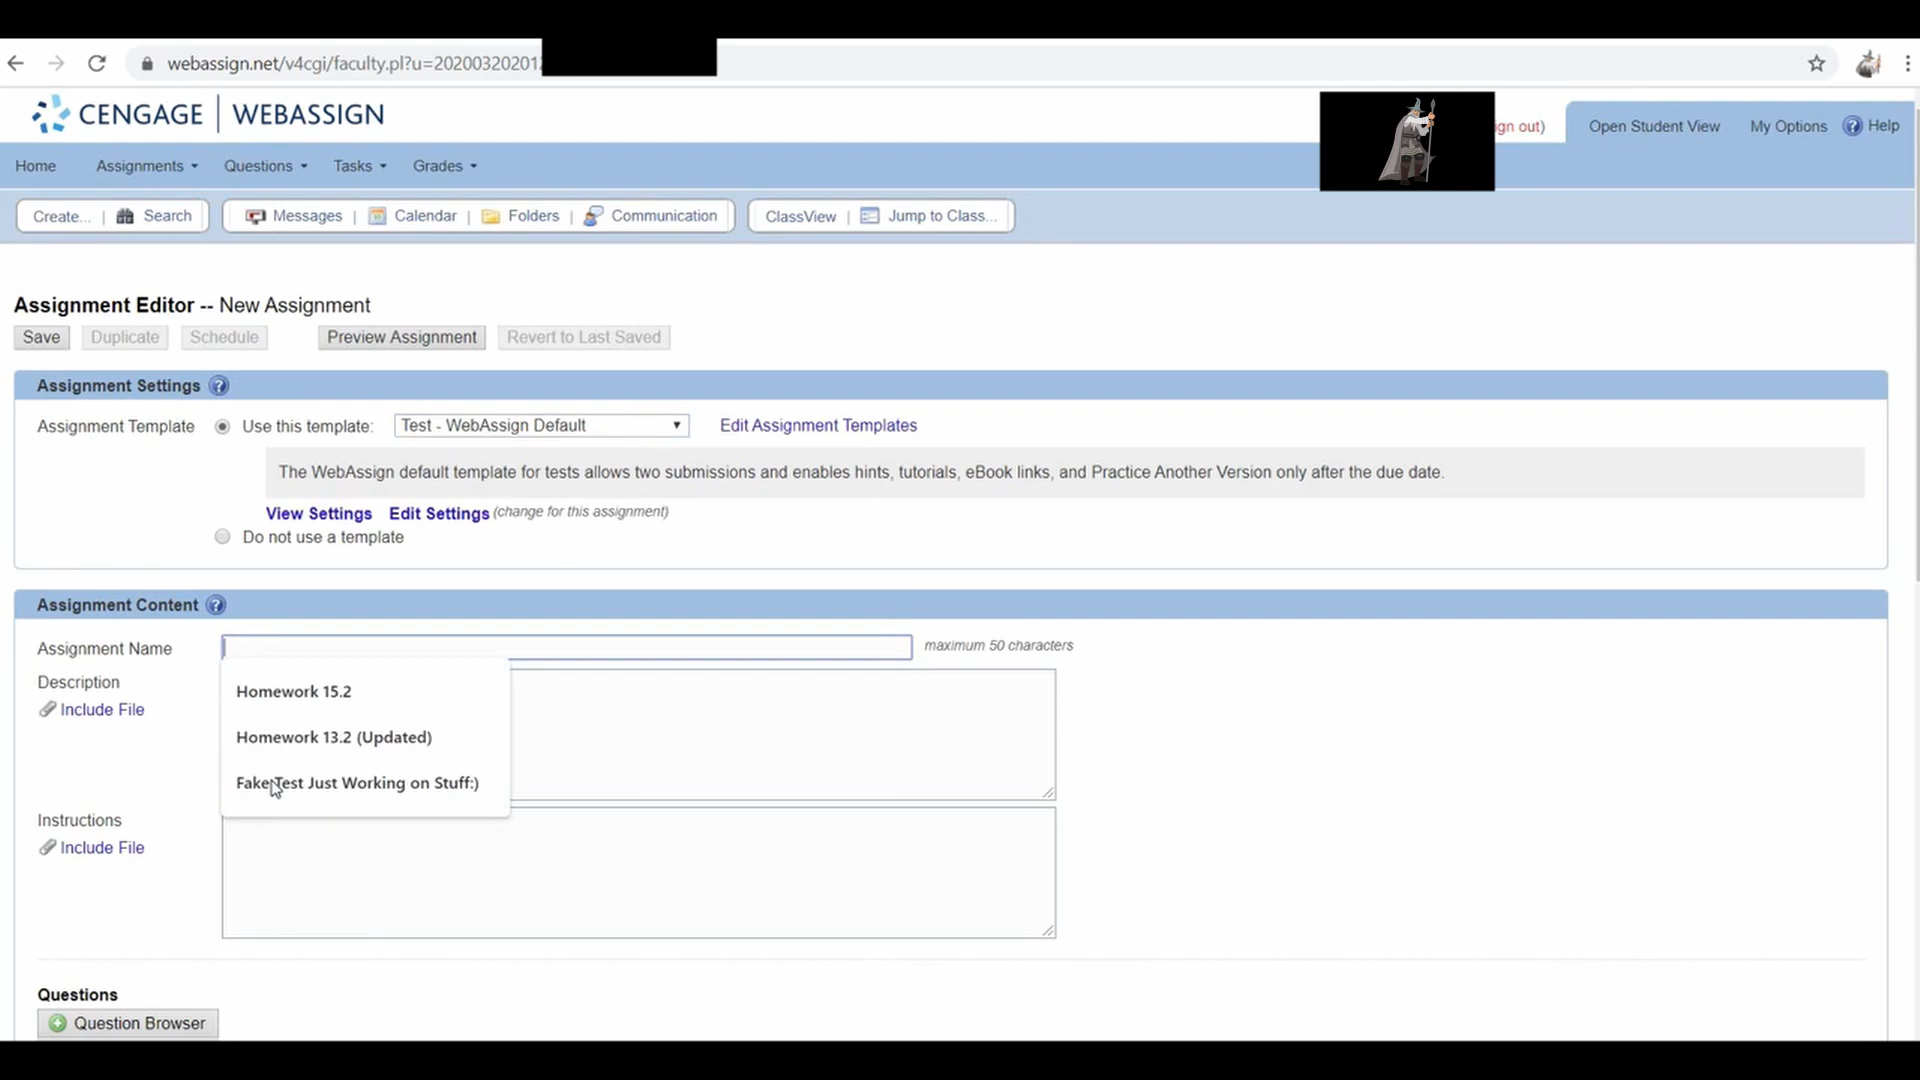 webassign.net/v4cgi/faculty.pl?u=2020032020012
CENGAGE | WEBASSIGN
ign out)
Open Student View
My Options
Help
Home
Assignments
Questions
Tasks
Grades
Create... | Search
Messages | Calendar | Folders | Communication
ClassView | Jump to Class...
Assignment Editor -- New Assignment
Save
Duplicate
Schedule
Preview Assignment
Revert to Last Saved
Assignment Settings
Assignment Template
Use this template:
Test - WebAssign Default
Edit Assignment Templates
The WebAssign default template for tests allows two submissions and enables hints, tutorials, eBook links, and Practice Another Version only after the due date.
View Settings
Edit Settings (change for this assignment)
Do not use a template
Assignment Content
Assignment Name
maximum 50 characters
Homework 15.2
Homework 13.2 (Updated)
Fake Test Just Working on Stuff:)
Description
Include File
Instructions
Include File
Questions
Question Browser